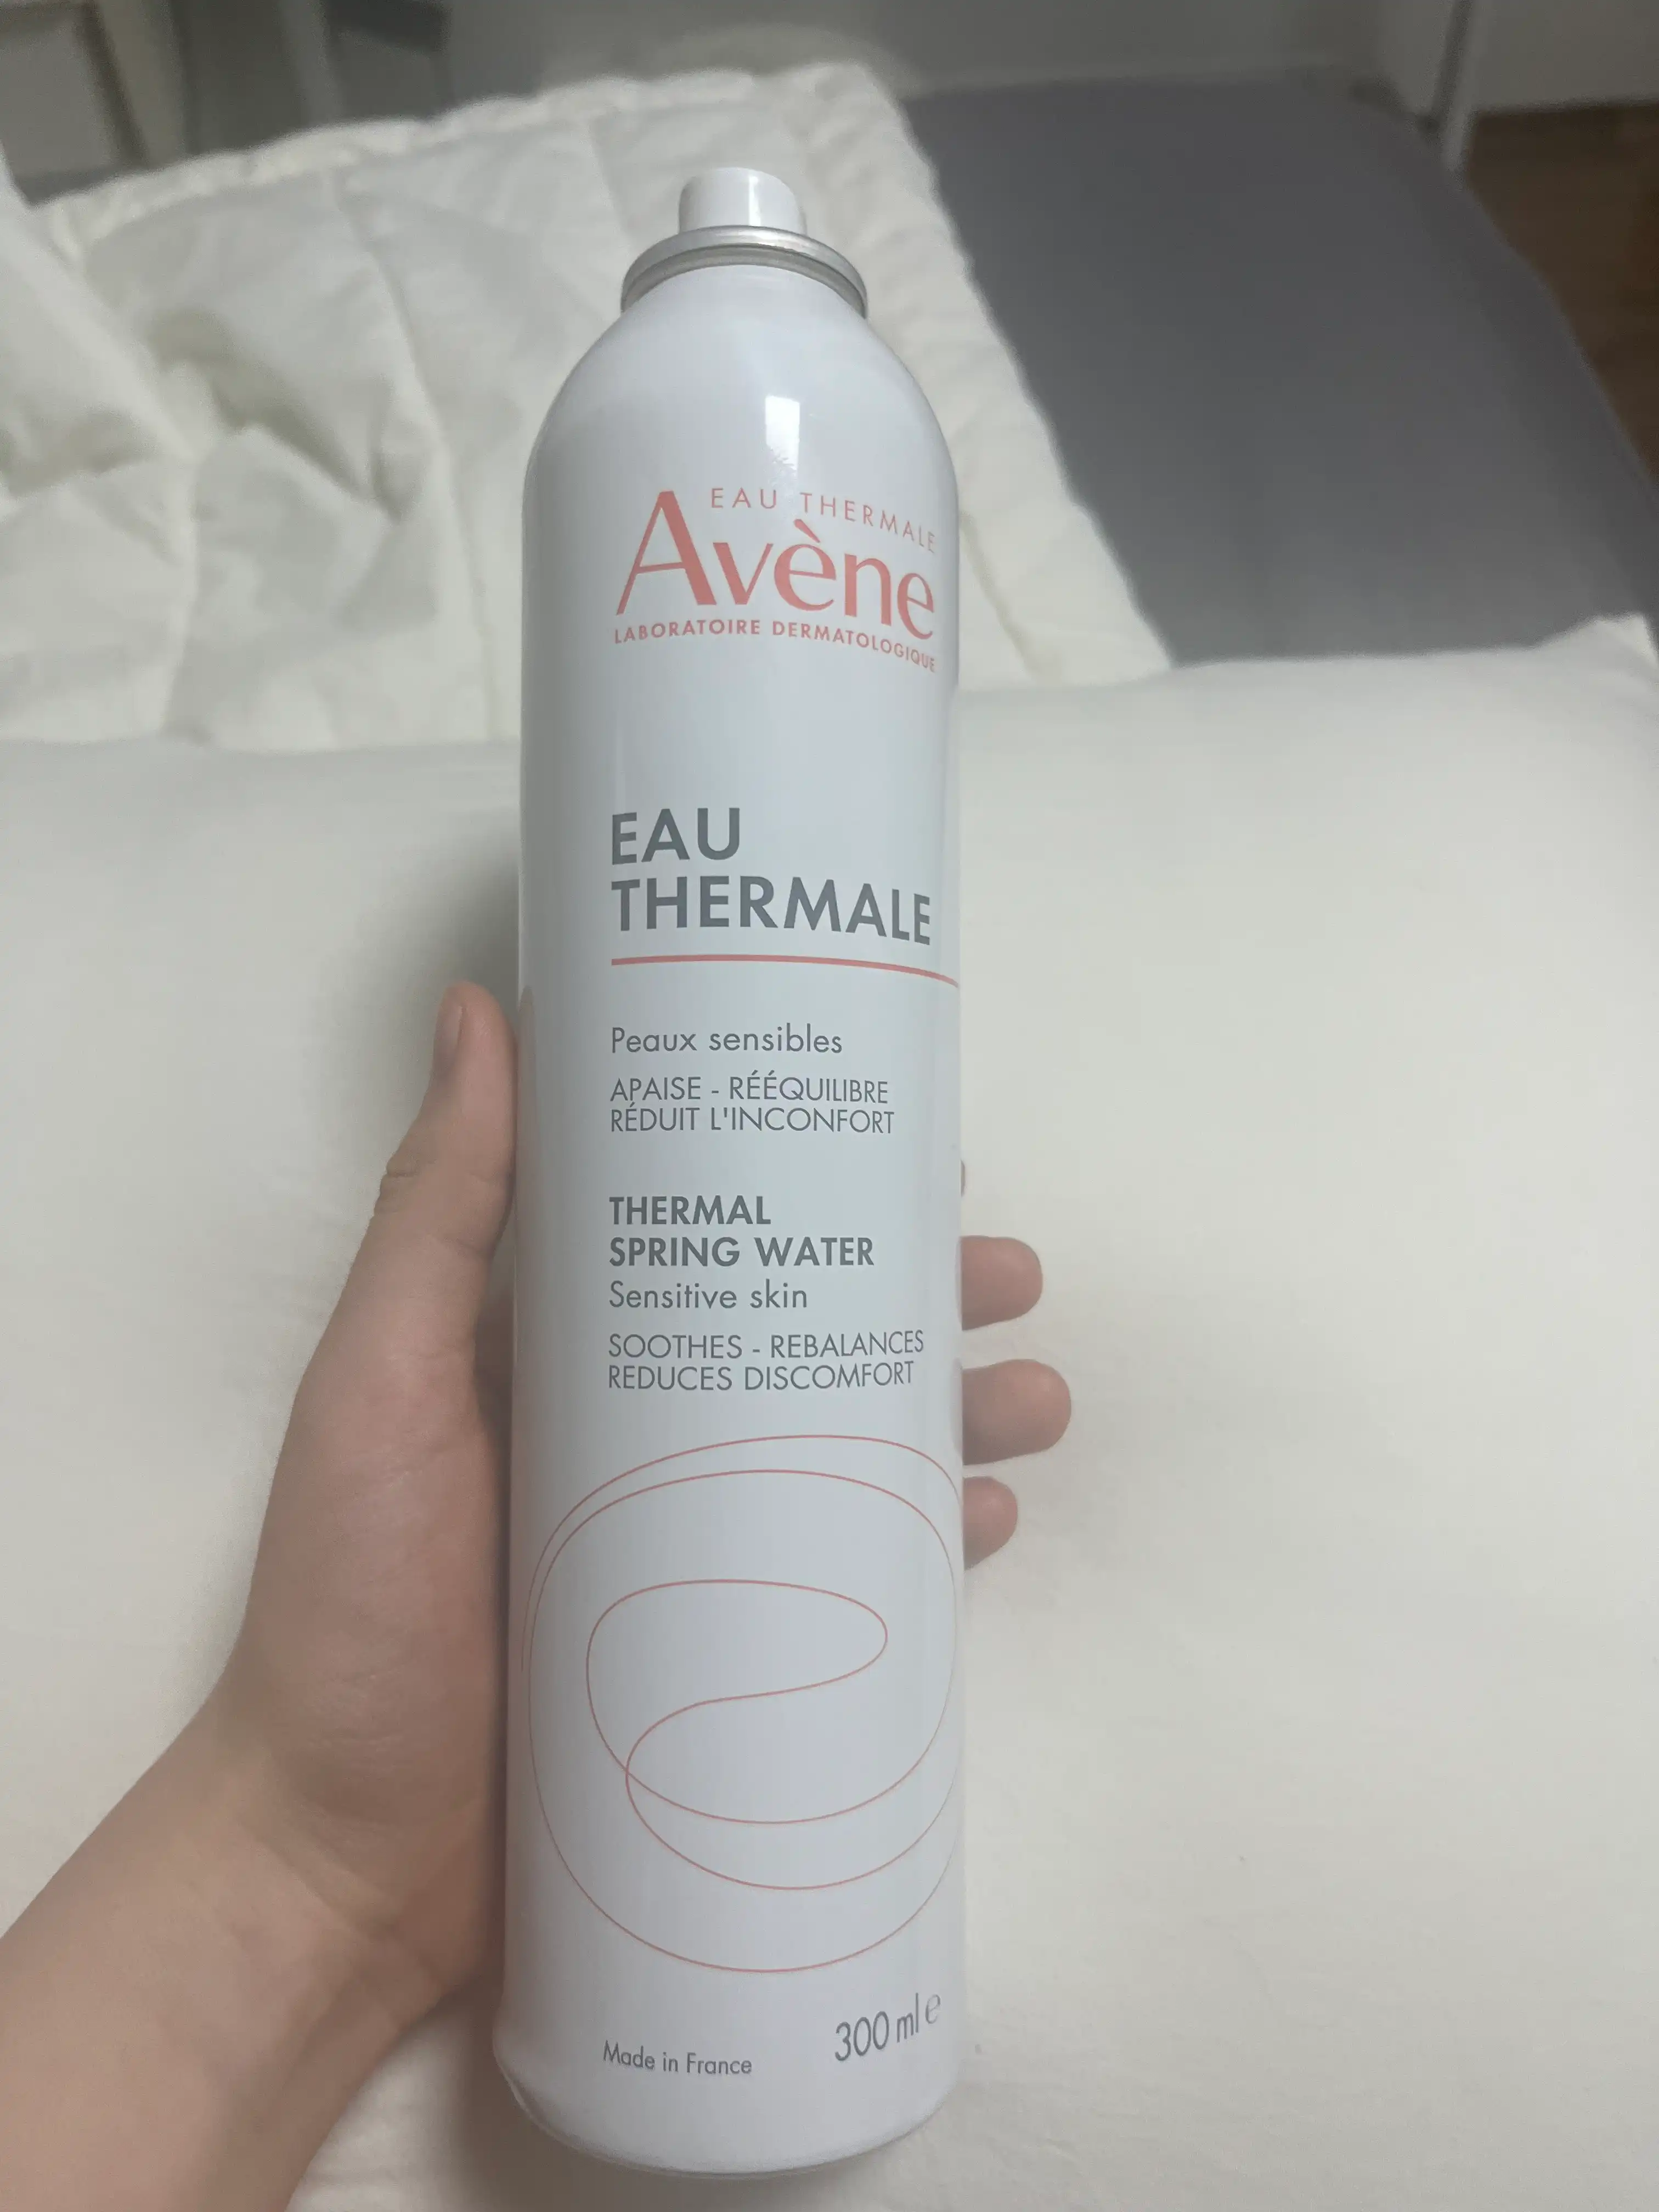 EAU THERMALE
Avène
LABORATOIRE DERMATOLOGIQUE
EAU
THERMALE
Peaux sensibles
APAISE - RÉÉQUILIBRE
RÉDUIT L'INCONFORT
THERMAL
SPRING WATER
Sensitive skin
SOOTHES - REBALANCES
REDUCES DISCOMFORT
Made in France
300 ml e